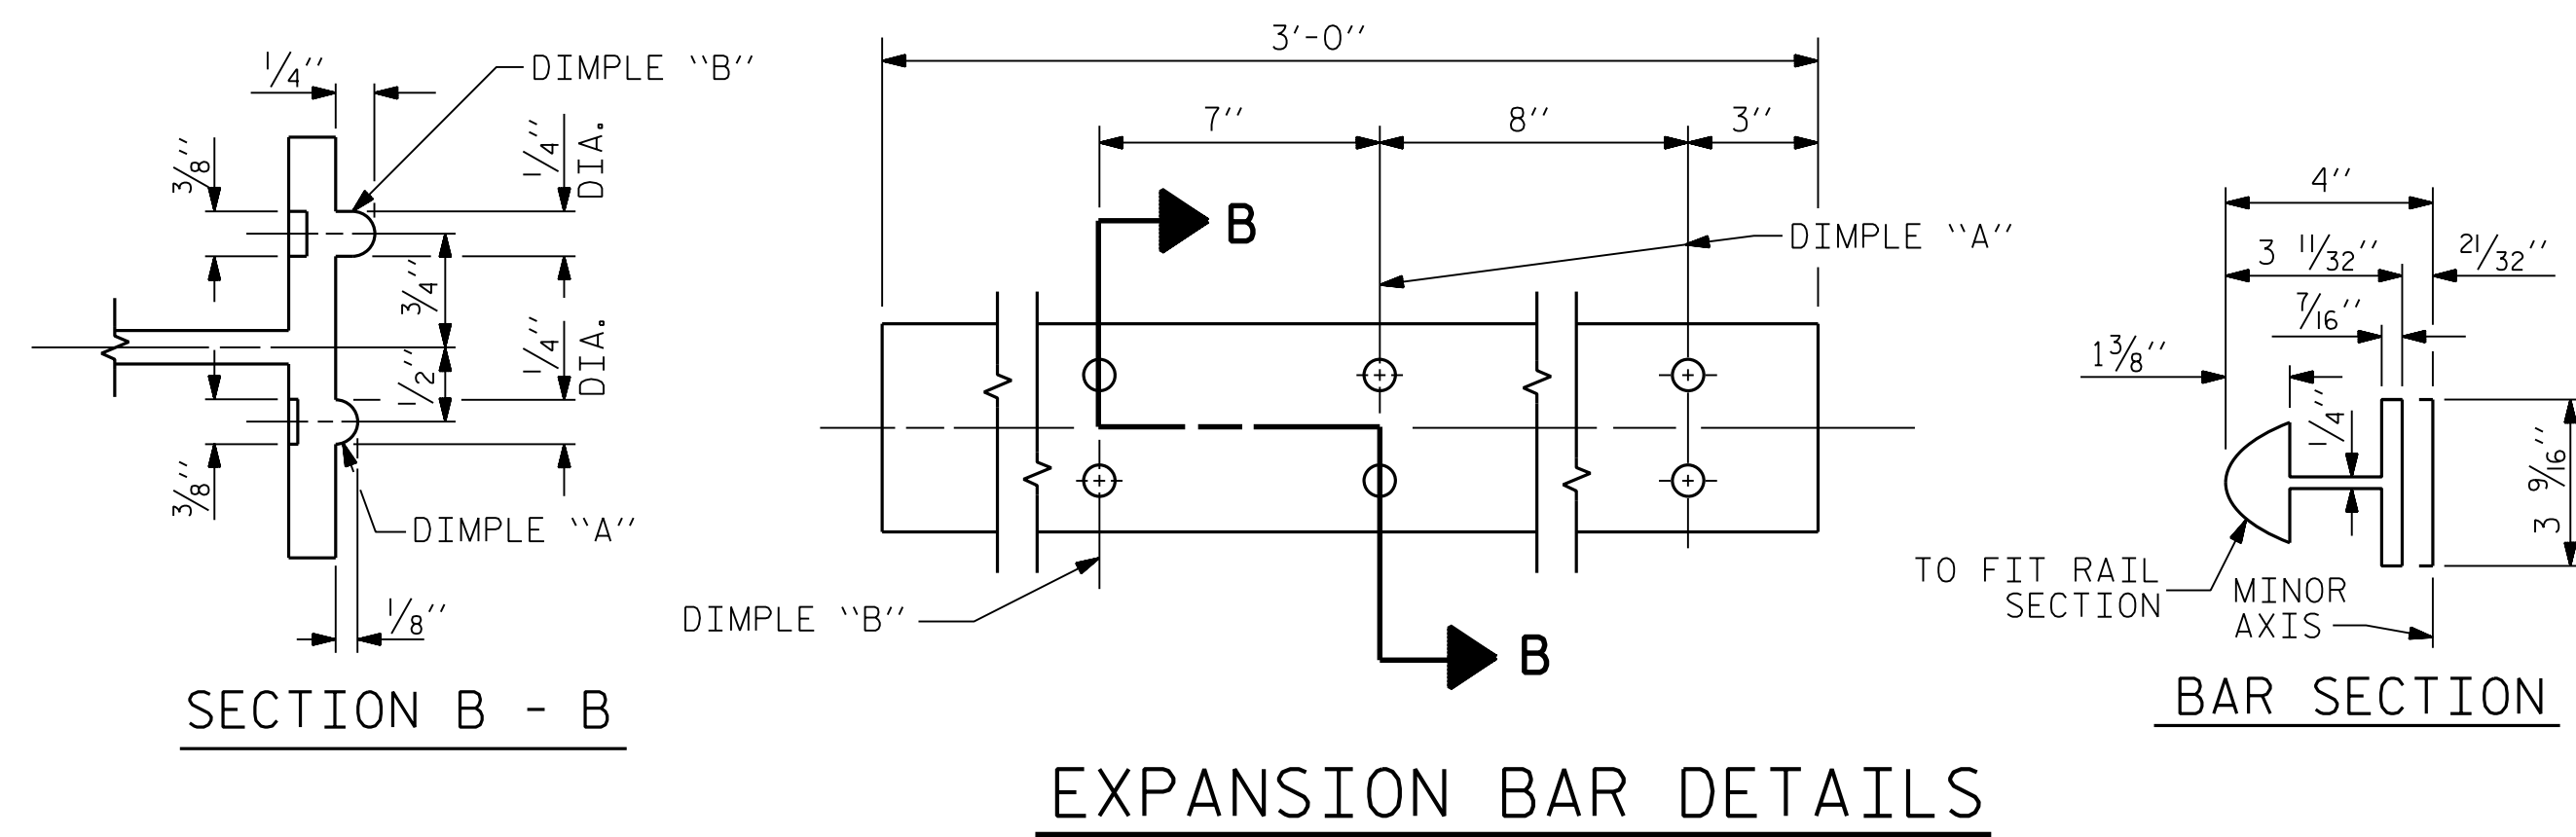 1/4"
DIMPLE "B"
3/8"
1/4"
DIA.
3/4"
1/4"
DIA.
1/2"
3/8"
DIMPLE "A"
1/8"
SECTION B - B
3'-0"
7"
8"
3"
B
DIMPLE "A"
DIMPLE "B"
B
EXPANSION BAR DETAILS
4"
3 11/32"
21/32"
7/16"
1 3/8"
1/4"
3 9/16"
TO FIT RAIL
SECTION
MINOR
AXIS
BAR SECTION